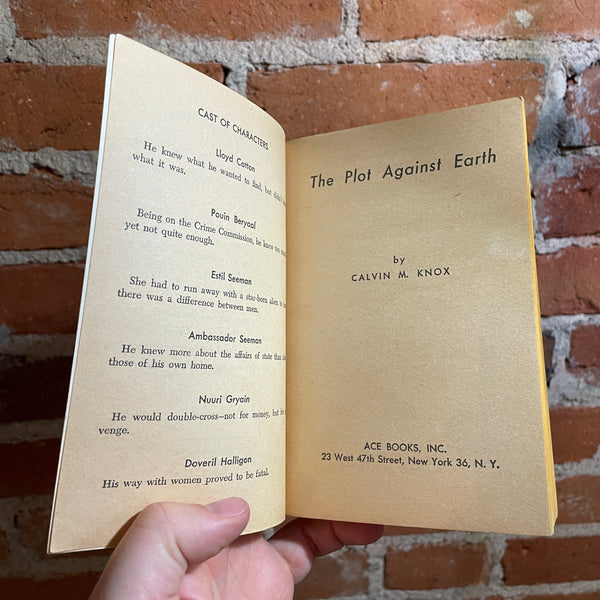 CAST OF CHARACTERS
Lloyd Catton
He knew what he wanted to find, but didn't
what it was.
Pouin Beryaal
Being on the Crime Commission, he knew too
yet not quite enough.
Estil Seeman
She had to run away with a star-born alien to
there was a difference between men.
Ambassador Seeman
He knew more about the affairs of state than
those of his own home.
Nuuri Gryain
He would double-cross—not for money, but for
venge.
Doveril Halligon
His way with women proved to be fatal.
The Plot Against Earth
by
CALVIN M. KNOX
ACE BOOKS, INC.
23 West 47th Street, New York 36, N. Y.